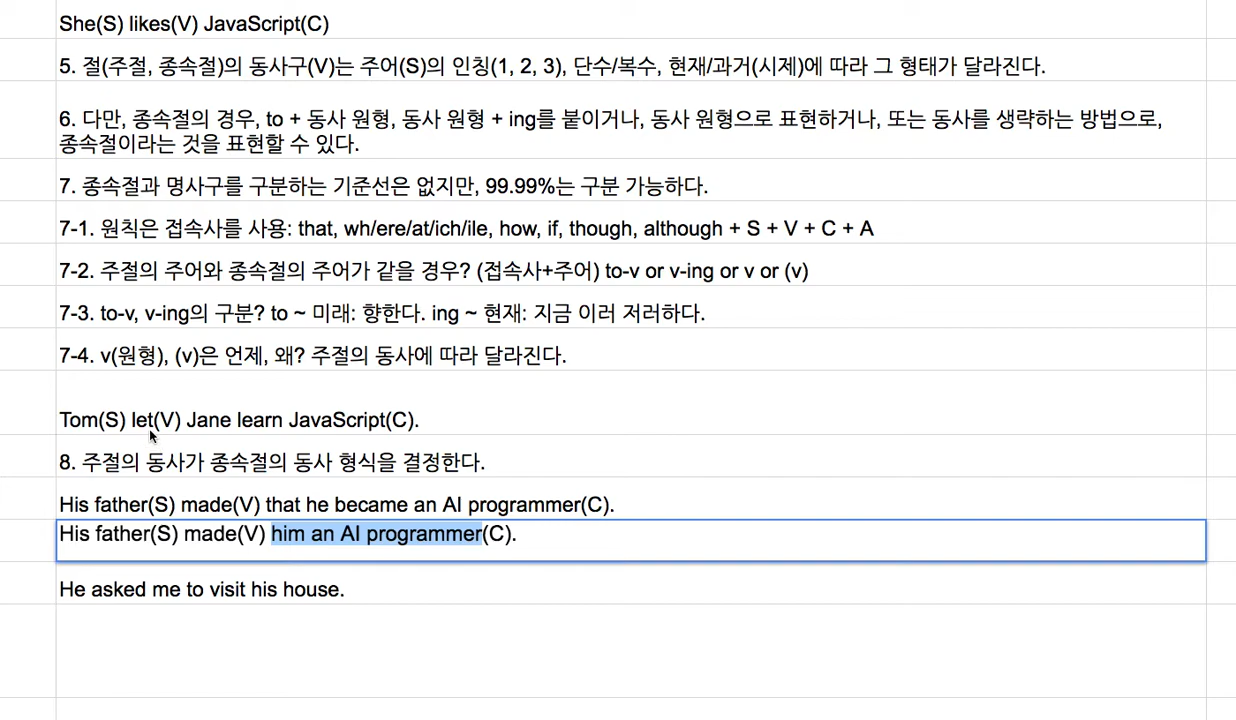 She(S) likes(V) JavaScript(C)
5. 절(주절, 종속절)의 동사구(V)는 주어(S)의 인칭(1, 2, 3), 단수/복수, 현재/과거(시제)에 따라 그 형태가 달라진다.
6. 다만, 종속절의 경우, to + 동사 원형, 동사 원형 + ing를 붙이거나, 동사 원형으로 표현하거나, 또는 동사를 생략하는 방법으로,
종속절이라는 것을 표현할 수 있다.
7. 종속절과 명사구를 구분하는 기준선은 없지만, 99.99%는 구분 가능하다.
7-1. 원칙은 접속사를 사용: that, wh/ere/at/ich/ile, how, if, though, although + S + V + C + A
7-2. 주절의 주어와 종속절의 주어가 같을 경우? (접속사+주어) to-v or v-ing or v or (v)
7-3. to-v, v-ing의 구분? to ~ 미래: 향한다. ing ~ 현재: 지금 이러 저러하다.
7-4. v(원형), (v)은 언제, 왜? 주절의 동사에 따라 달라진다.
Tom(S) let(V) Jane learn JavaScript(C).
8. 주절의 동사가 종속절의 동사 형식을 결정한다.
His father(S) made(V) that he became an AI programmer(C).
His father(S) made(V) him an AI programmer(C).
He asked me to visit his house.